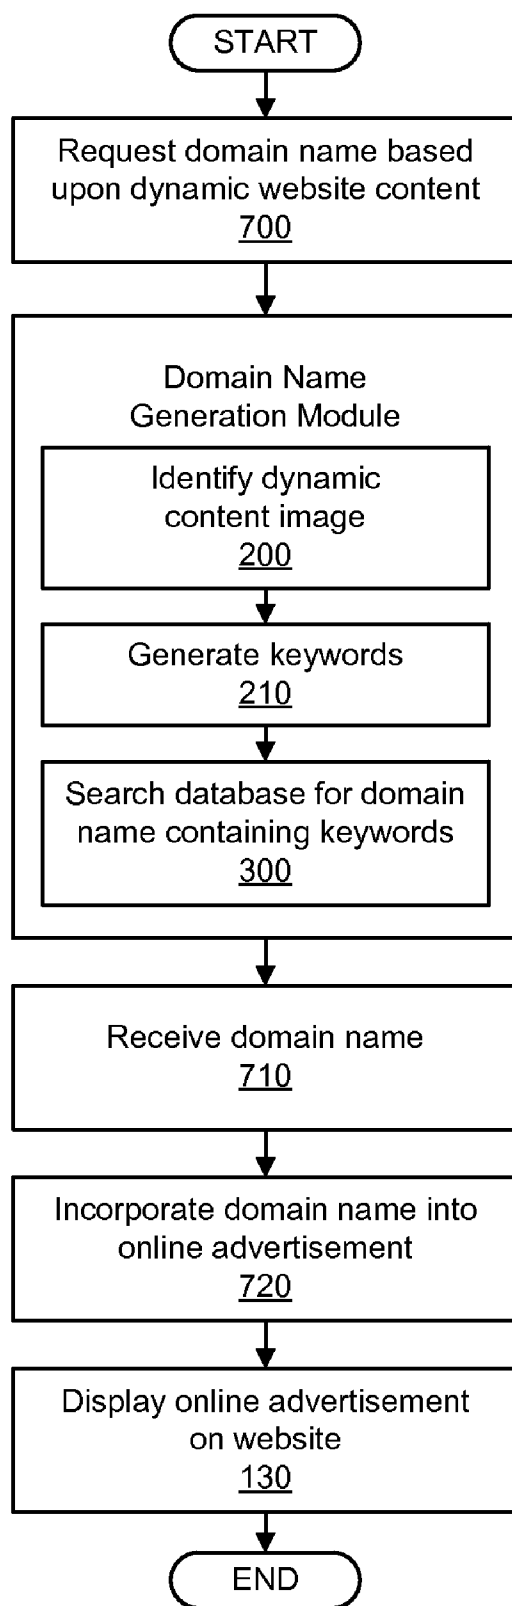 START
Request domain name based
upon dynamic website content
700
Domain Name
Generation Module
Identify dynamic
content image
200
Generate keywords
210
Search database for domain
name containing keywords
300
Receive domain name
710
Incorporate domain name into
online advertisement
720
Display online advertisement
on website
130
END